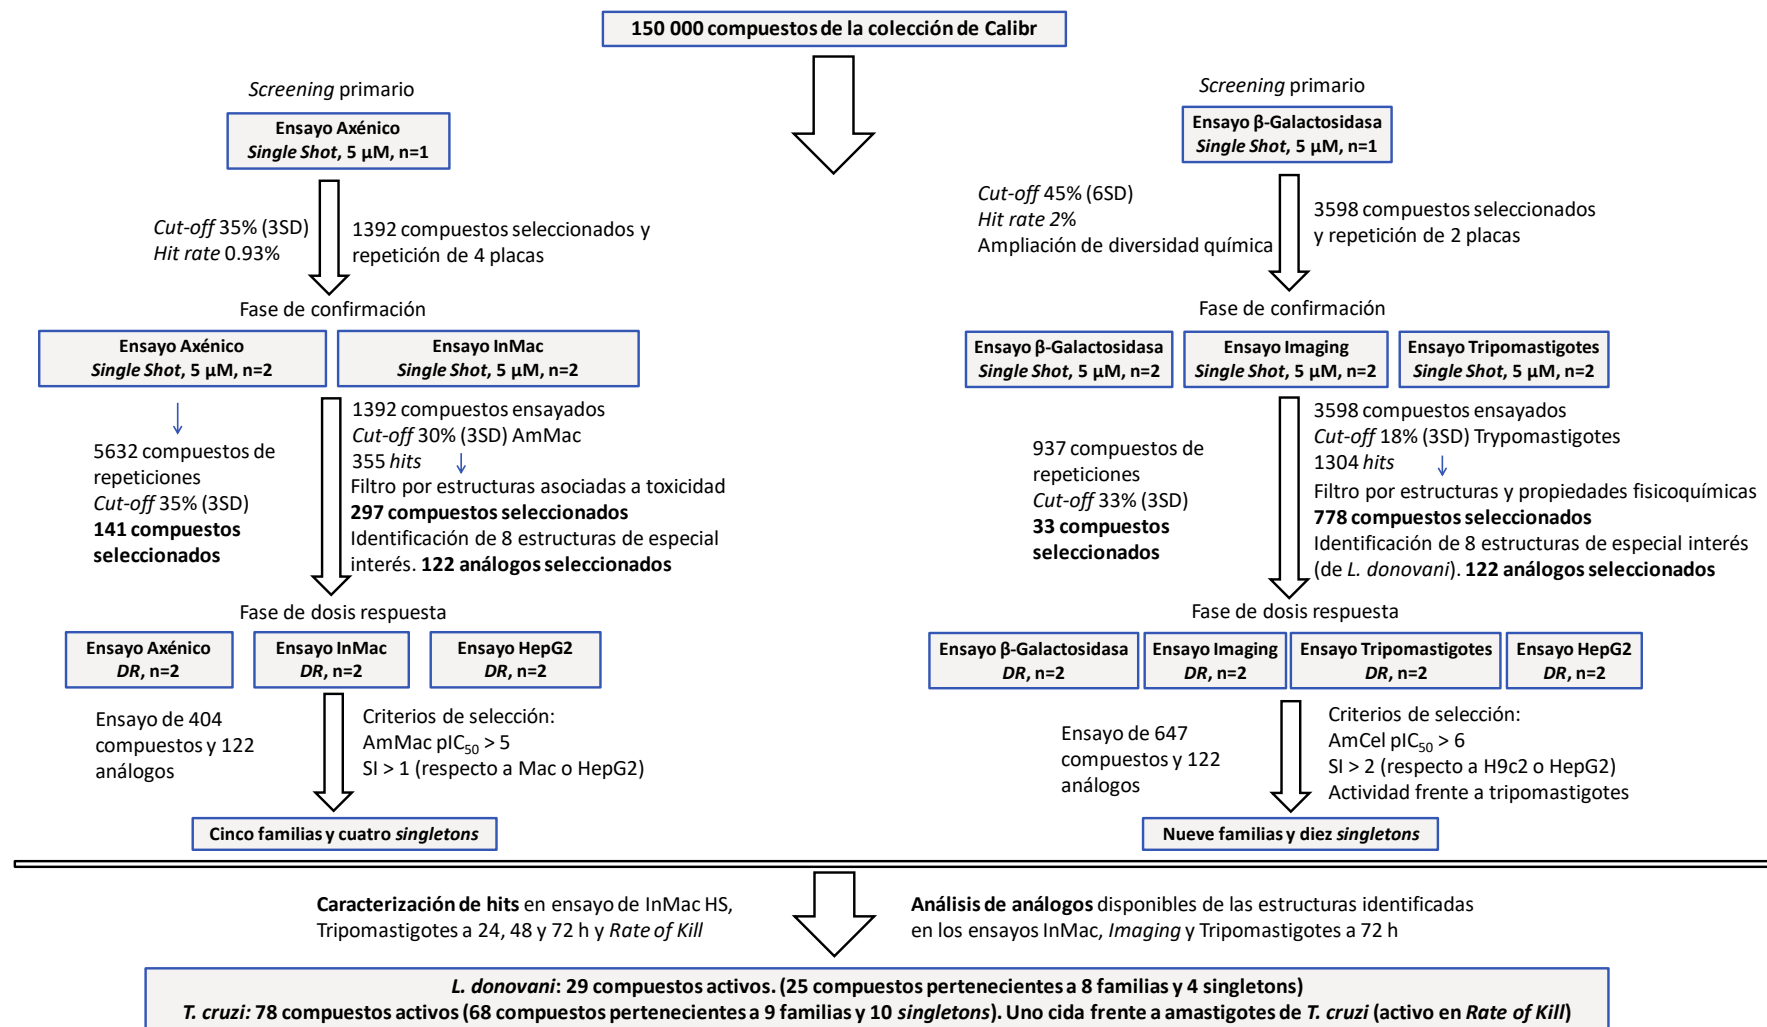 150 000 compuestos de la colección de Calibr
Screening primario
Ensayo Axénico
Single Shot, 5 µM, n=1
Cut-off 35% (3SD)
Hit rate 0.93%
1392 compuestos seleccionados y
repetición de 4 placas
Fase de confirmación
Ensayo Axénico
Single Shot, 5 µM, n=2
Ensayo InMac
Single Shot, 5 µM, n=2
5632 compuestos de
repeticiones
Cut-off 35% (3SD)
141 compuestos
seleccionados
1392 compuestos ensayados
Cut-off 30% (3SD) AmMac
355 hits
Filtro por estructuras asociadas a toxicidad
297 compuestos seleccionados
Identificación de 8 estructuras de especial
interés. 122 análogos seleccionados
Fase de dosis respuesta
Ensayo Axénico
DR, n=2
Ensayo InMac
DR, n=2
Ensayo HepG2
DR, n=2
Ensayo de 404
compuestos y 122
análogos
Criterios de selección:
AmMac pIC50 > 5
SI > 1 (respecto a Mac o HepG2)
Cinco familias y cuatro singletons
Screening primario
Ensayo β-Galactosidasa
Single Shot, 5 µM, n=1
Cut-off 45% (6SD)
Hit rate 2%
Ampliación de diversidad química
3598 compuestos seleccionados
y repetición de 2 placas
Fase de confirmación
Ensayo β-Galactosidasa
Single Shot, 5 µM, n=2
Ensayo Imaging
Single Shot, 5 µM, n=2
Ensayo Tripomastigotes
Single Shot, 5 µM, n=2
937 compuestos de
repeticiones
Cut-off 33% (3SD)
33 compuestos
seleccionados
3598 compuestos ensayados
Cut-off 18% (3SD) Trypomastigotes
1304 hits
Filtro por estructuras y propiedades fisicoquímicas
778 compuestos seleccionados
Identificación de 8 estructuras de especial interés
(de L. donovani). 122 análogos seleccionados
Fase de dosis respuesta
Ensayo β-Galactosidasa
DR, n=2
Ensayo Imaging
DR, n=2
Ensayo Tripomastigotes
DR, n=2
Ensayo HepG2
DR, n=2
Ensayo de 647
compuestos y 122
análogos
Criterios de selección:
AmCel pIC50 > 6
SI > 2 (respecto a H9c2 o HepG2)
Actividad frente a tripomastigotes
Nueve familias y diez singletons
Caracterización de hits en ensayo de InMac HS,
Tripomastigotes a 24, 48 y 72 h y Rate of Kill
Análisis de análogos disponibles de las estructuras identificadas
en los ensayos InMac, Imaging y Tripomastigotes a 72 h
L. donovani: 29 compuestos activos. (25 compuestos pertenecientes a 8 familias y 4 singletons)
T. cruzi: 78 compuestos activos (68 compuestos pertenecientes a 9 familias y 10 singletons). Uno cida frente a amastigotes de T. cruzi (activo en Rate of Kill)